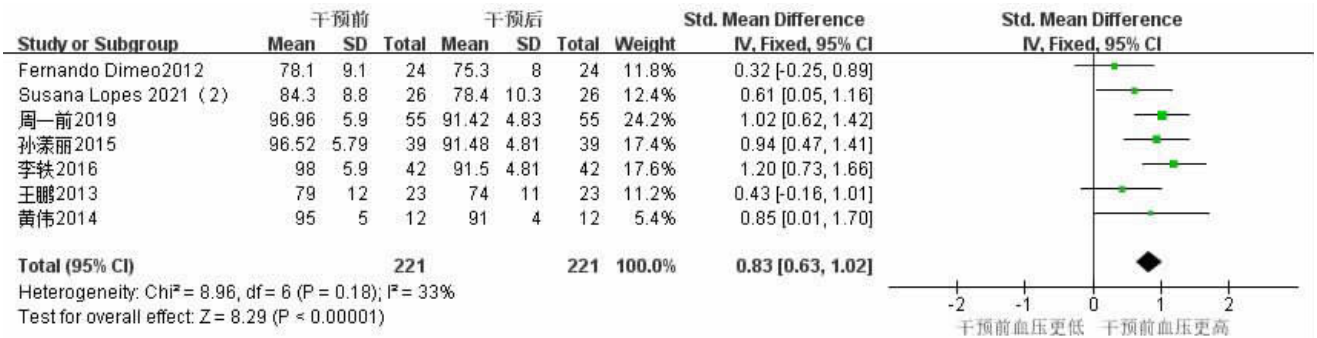 干预前 干预后 Std. Mean Difference Std. Mean Difference
Study or Subgroup Mean SD Total Mean SD Total Weight IV, Fixed, 95% CI IV, Fixed, 95% CI
Fernando Dimeo2012 78.1 9.1 24 75.3 8 24 11.8% 0.32 [-0.25, 0.89]
Susana Lopes 2021（2） 84.3 8.8 26 78.4 10.3 26 12.4% 0.61 [0.05, 1.16]
周一前2019 96.96 5.9 55 91.42 4.83 55 24.2% 1.02 [0.62, 1.42]
孙漾丽2015 96.52 5.79 39 91.48 4.81 39 17.4% 0.94 [0.47, 1.41]
李轶2016 98 5.9 42 91.5 4.81 42 17.6% 1.20 [0.73, 1.66]
王鹏2013 79 12 23 74 11 23 11.2% 0.43 [-0.16, 1.01]
黄伟2014 95 5 12 91 4 12 5.4% 0.85 [0.01, 1.70]
Total (95% CI) 221 221 100.0% 0.83 [0.63, 1.02]
Heterogeneity: Chi² = 8.96, df = 6 (P = 0.18); I² = 33%
Test for overall effect: Z = 8.29 (P < 0.00001)
-2 -1 0 1 2
干预前血压更低 干预前血压更高